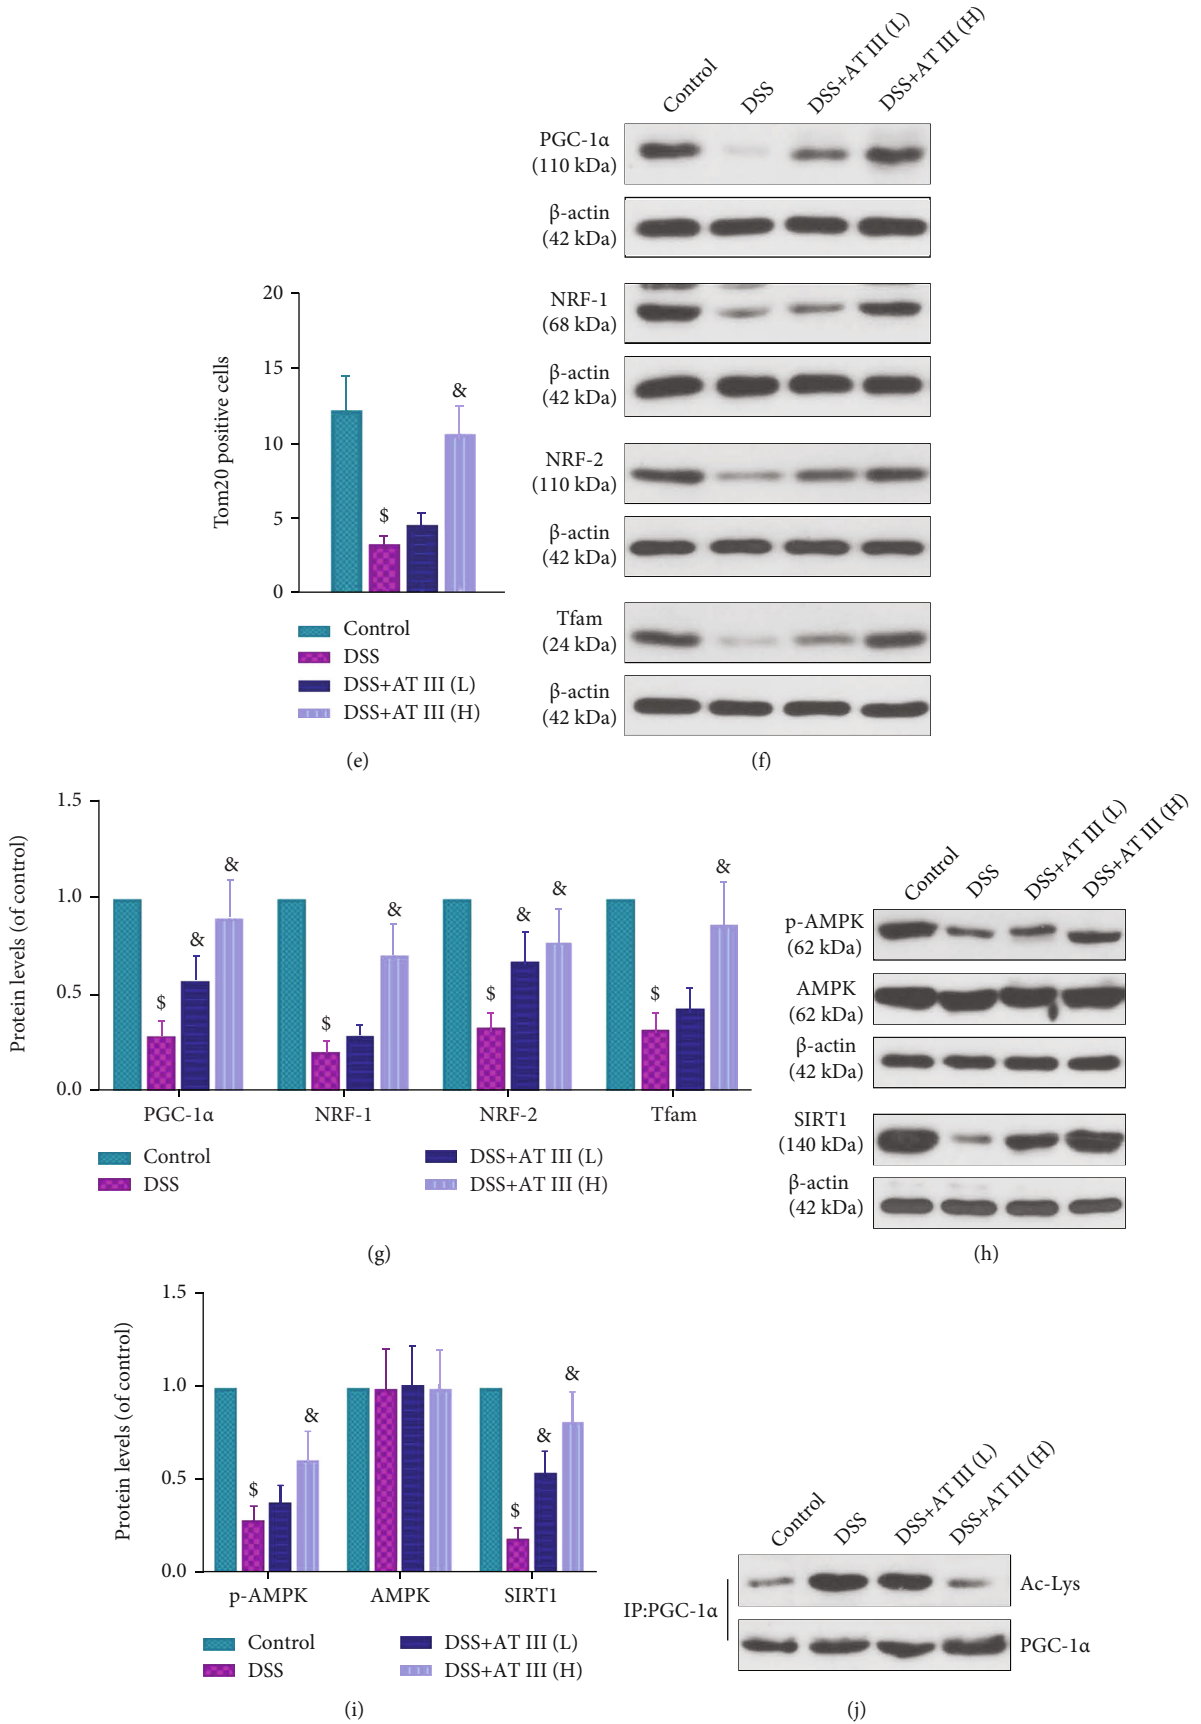 Control
DSS
DSS+AT III (L)
DSS+AT III (H)
PGC-1α
(110 kDa)
β-actin
(42 kDa)
NRF-1
(68 kDa)
β-actin
(42 kDa)
NRF-2
(110 kDa)
β-actin
(42 kDa)
Tfam
(24 kDa)
β-actin
(42 kDa)
(f)
20
15
10
5
0
Tom20 positive cells
$
&
Control
DSS
DSS+AT III (L)
DSS+AT III (H)
(e)
1.5
1.0
0.5
0.0
Protein levels (of control)
$
&
&
$
&
$
&
&
$
&
PGC-1α
NRF-1
NRF-2
Tfam
Control
DSS
DSS+AT III (L)
DSS+AT III (H)
(g)
Control
DSS
DSS+AT III (L)
DSS+AT III (H)
p-AMPK
(62 kDa)
AMPK
(62 kDa)
β-actin
(42 kDa)
SIRT1
(140 kDa)
β-actin
(42 kDa)
(h)
1.5
1.0
0.5
0.0
Protein levels (of control)
$
&
$
&
&
p-AMPK
AMPK
SIRT1
Control
DSS
DSS+AT III (L)
DSS+AT III (H)
(i)
Control
DSS
DSS+AT III (L)
DSS+AT III (H)
IP:PGC-1α
Ac-Lys
PGC-1α
(j)